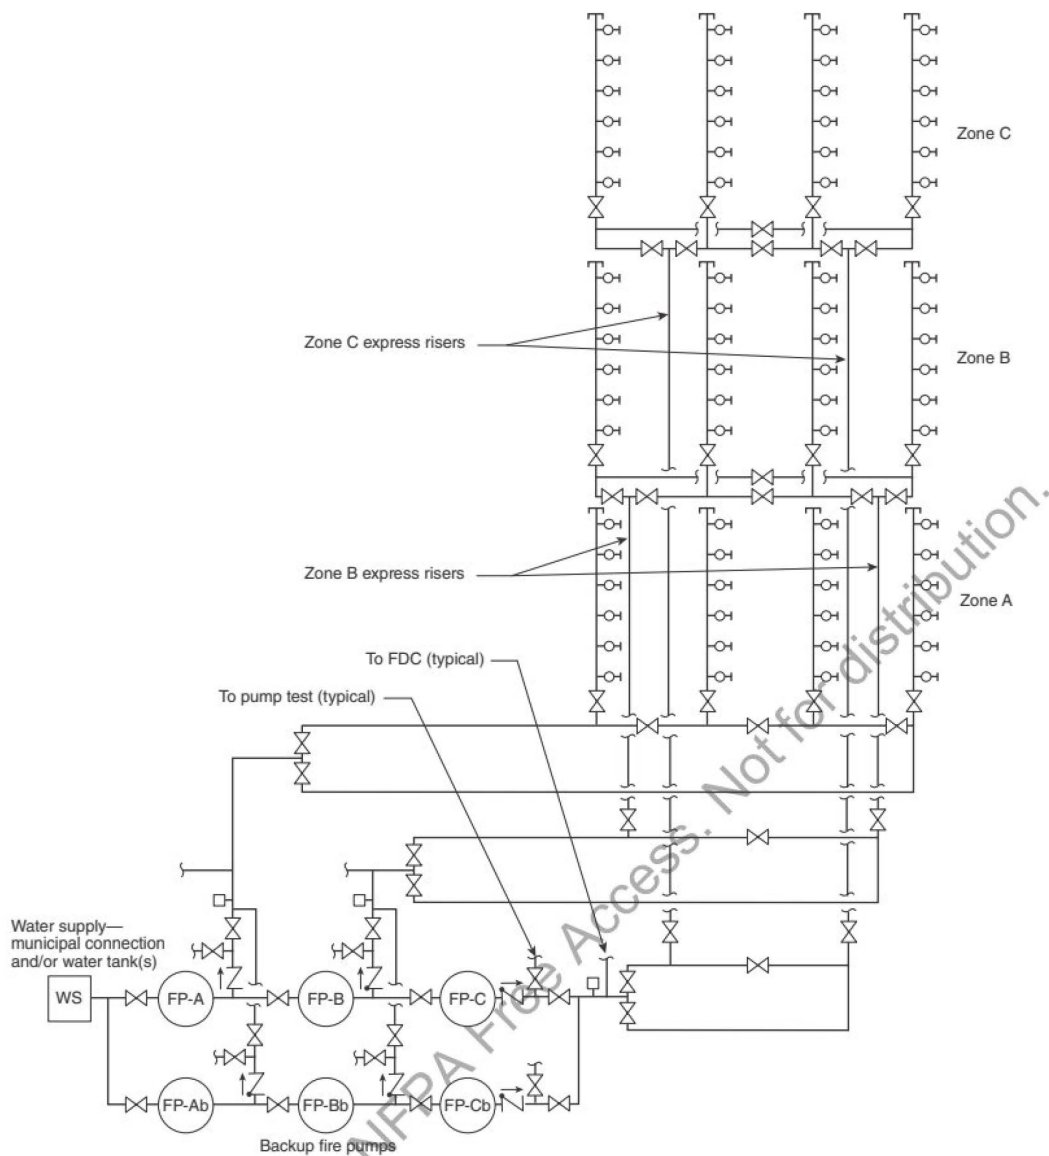 Zone C
Zone C express risers
Zone B
Zone B express risers
Zone A
To FDC (typical)
To pump test (typical)
Water supply—
municipal connection
and/or water tank(s)
WS
FP-A
FP-B
FP-C
FP-Ab
FP-Bb
FP-Cb
Backup fire pumps
NFPA Free Access. Not for distribution.